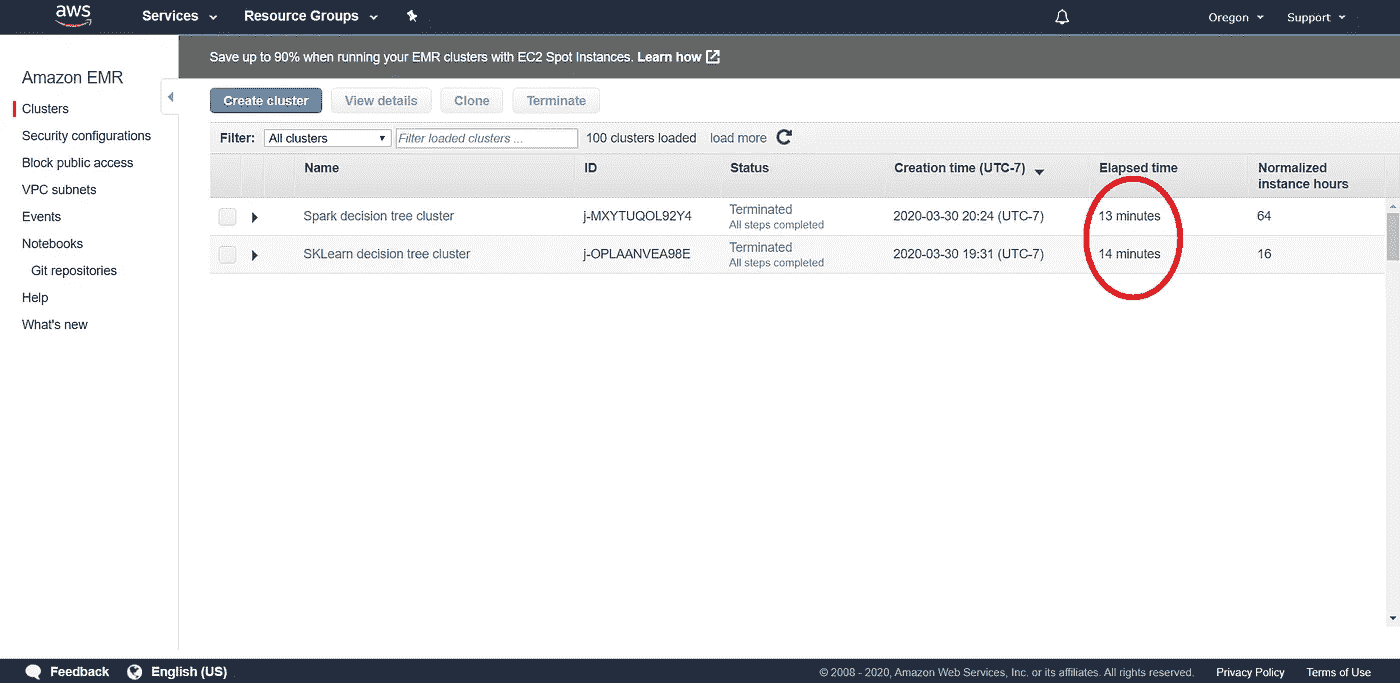 aws Services Resource Groups Oregon Support
Save up to 90% when running your EMR clusters with EC2 Spot Instances. Learn how
Amazon EMR
Clusters
Security configurations
Block public access
VPC subnets
Events
Notebooks
Git repositories
Help
What's new
Create cluster View details Clone Terminate
Filter: All clusters Filter loaded clusters ... 100 clusters loaded load more
Name ID Status Creation time (UTC-7) Elapsed time Normalized
instance hours
Spark decision tree cluster j-MXYTUQOL92Y4 Terminated 2020-03-30 20:24 (UTC-7) 13 minutes 64
All steps completed
SKLearn decision tree cluster j-OPLAANVEA98E Terminated 2020-03-30 19:31 (UTC-7) 14 minutes 16
All steps completed
Feedback English (US) © 2008 - 2020, Amazon Web Services, Inc. or its affiliates. All rights reserved. Privacy Policy Terms of Use